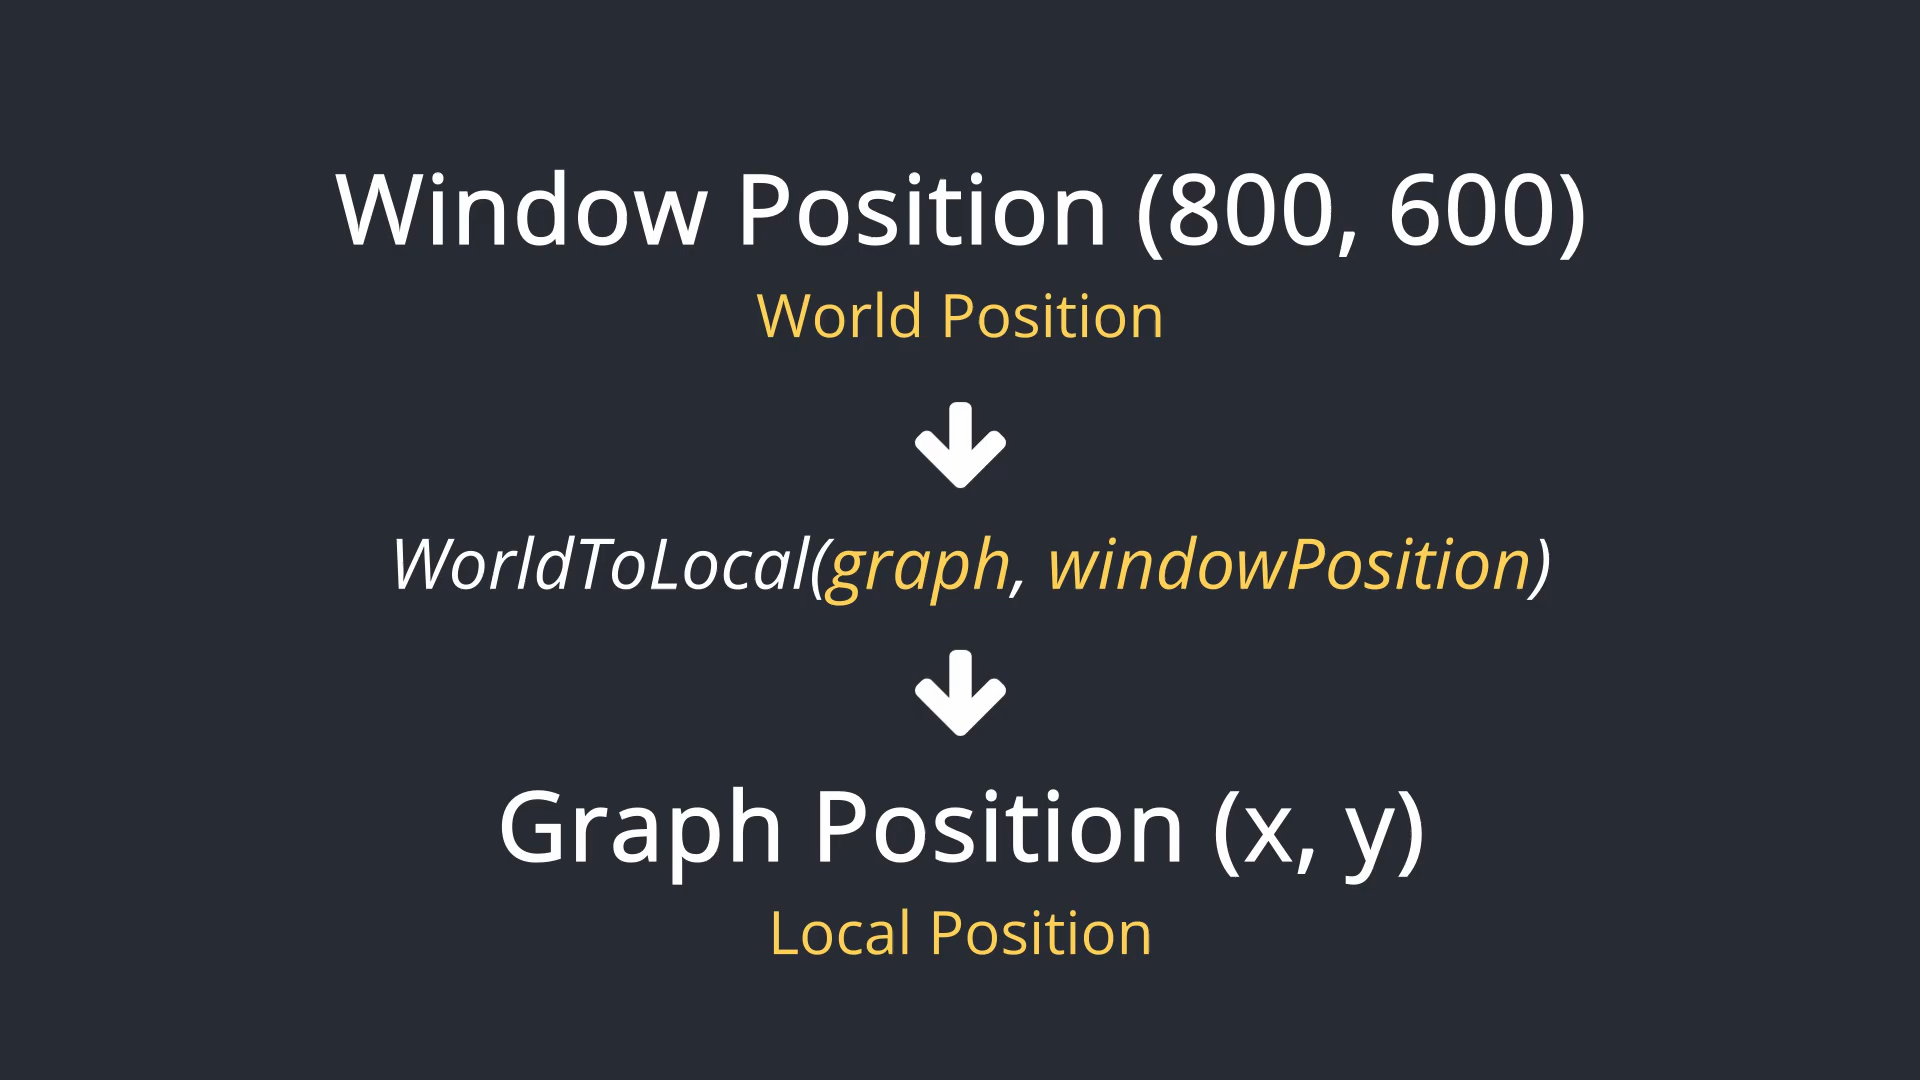 Window Position (800, 600)
World Position
WorldToLocal(graph, windowPosition)
Graph Position (x, y)
Local Position